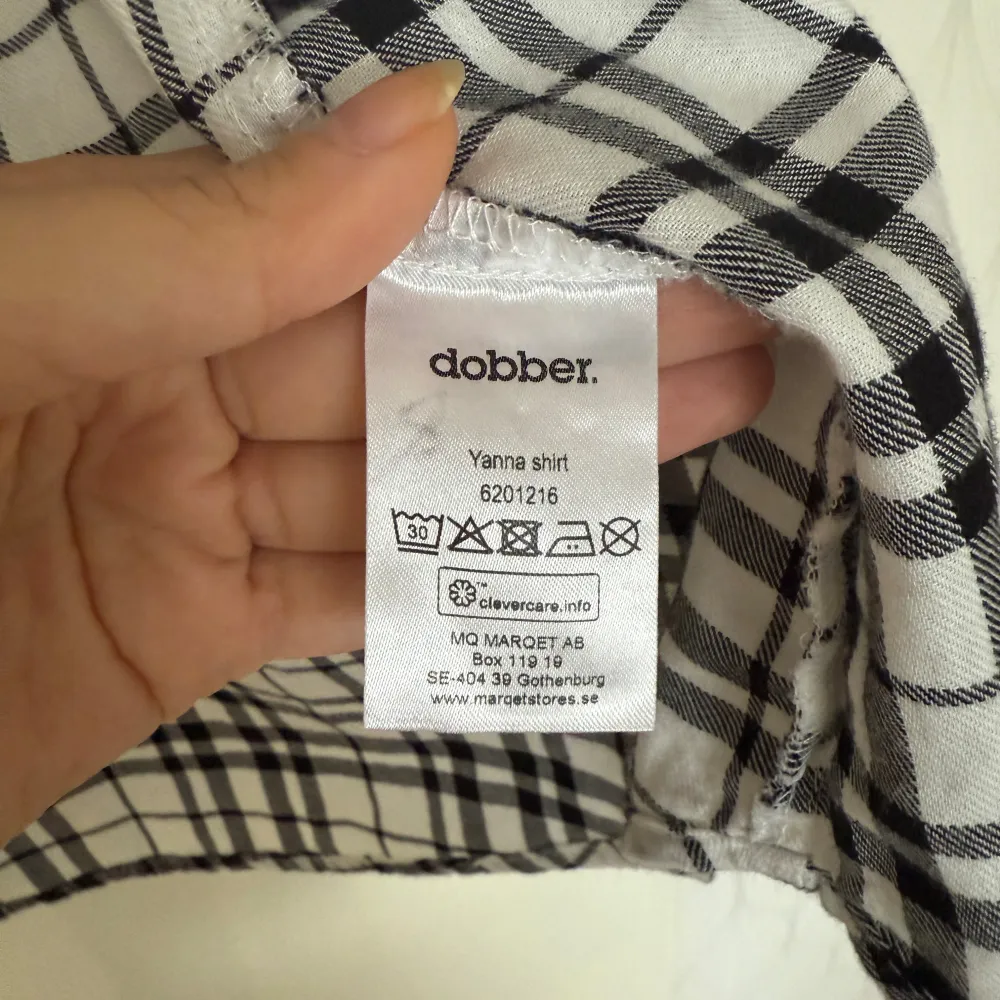 dobber.
Yanna shirt
6201216
30
™
clevercare.info
MQ MARQET AB
Box 119 19
SE-404 39 Gothenburg
www.marqetstores.se